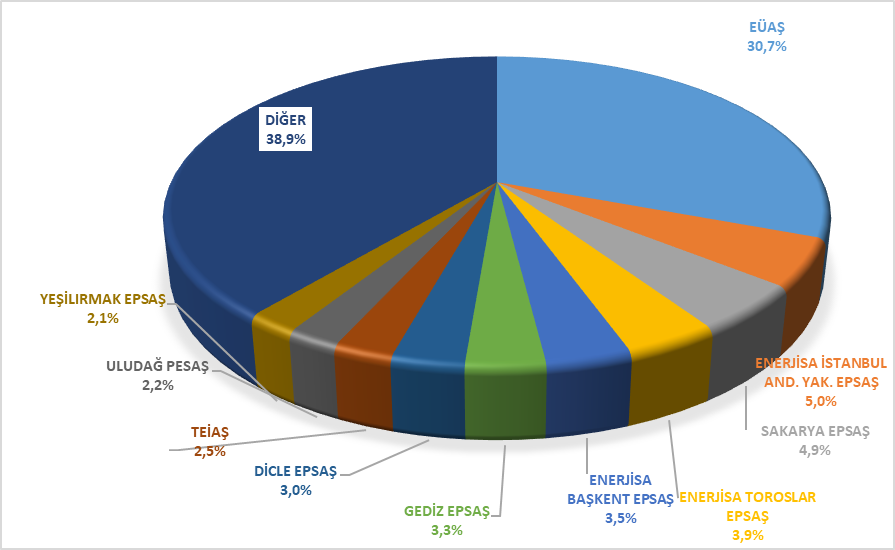 EÜAŞ
30,7%
ENERJİSA İSTANBUL
AND. YAK. EPSAŞ
5,0%
SAKARYA EPSAŞ
4,9%
ENERJİSA TOROSLAR
EPSAŞ
3,9%
ENERJİSA
BAŞKENT EPSAŞ
3,5%
GEDİZ EPSAŞ
3,3%
DİCLE EPSAŞ
3,0%
TEİAŞ
2,5%
ULUDAĞ PESAŞ
2,2%
YEŞİLIRMAK EPSAŞ
2,1%
DİĞER
38,9%